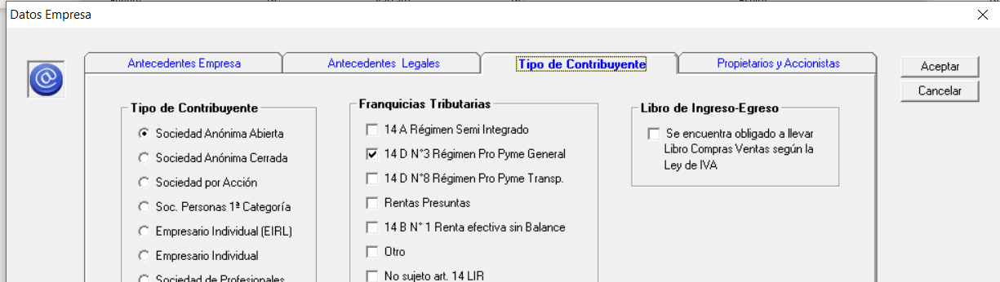 Datos Empresa
Antecedentes Empresa
Antecedentes Legales
Tipo de Contribuyente
Propietarios y Accionistas
Aceptar
Cancelar
Tipo de Contribuyente
Sociedad Anónima Abierta
Sociedad Anónima Cerrada
Sociedad por Acción
Soc. Personas 1ª Categoría
Empresario Individual (EIRL)
Empresario Individual
Sociedad de Profesionales
Franquicias Tributarias
14 A Régimen Semi Integrado
14 D N°3 Régimen Pro Pyme General
14 D N°8 Régimen Pro Pyme Transp.
Rentas Presuntas
14 B N° 1 Renta efectiva sin Balance
Otro
No sujeto art. 14 LIR
Libro de Ingreso-Egreso
Se encuentra obligado a llevar
Libro Compras Ventas según la
Ley de IVA